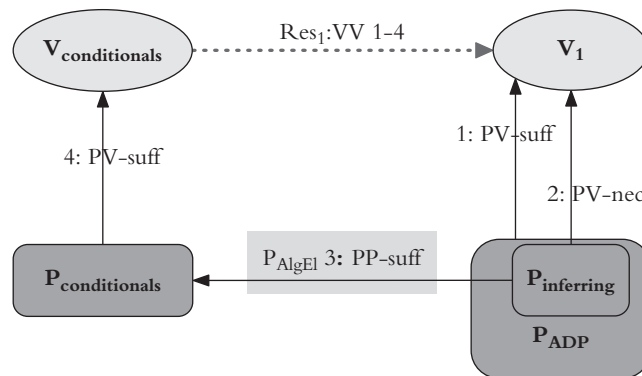 Res1:VV 1-4
Vconditionals
V1
1: PV-suff
4: PV-suff
2: PV-nec
PAlgEl 3: PP-suff
Pconditionals
Pinferring
PADP